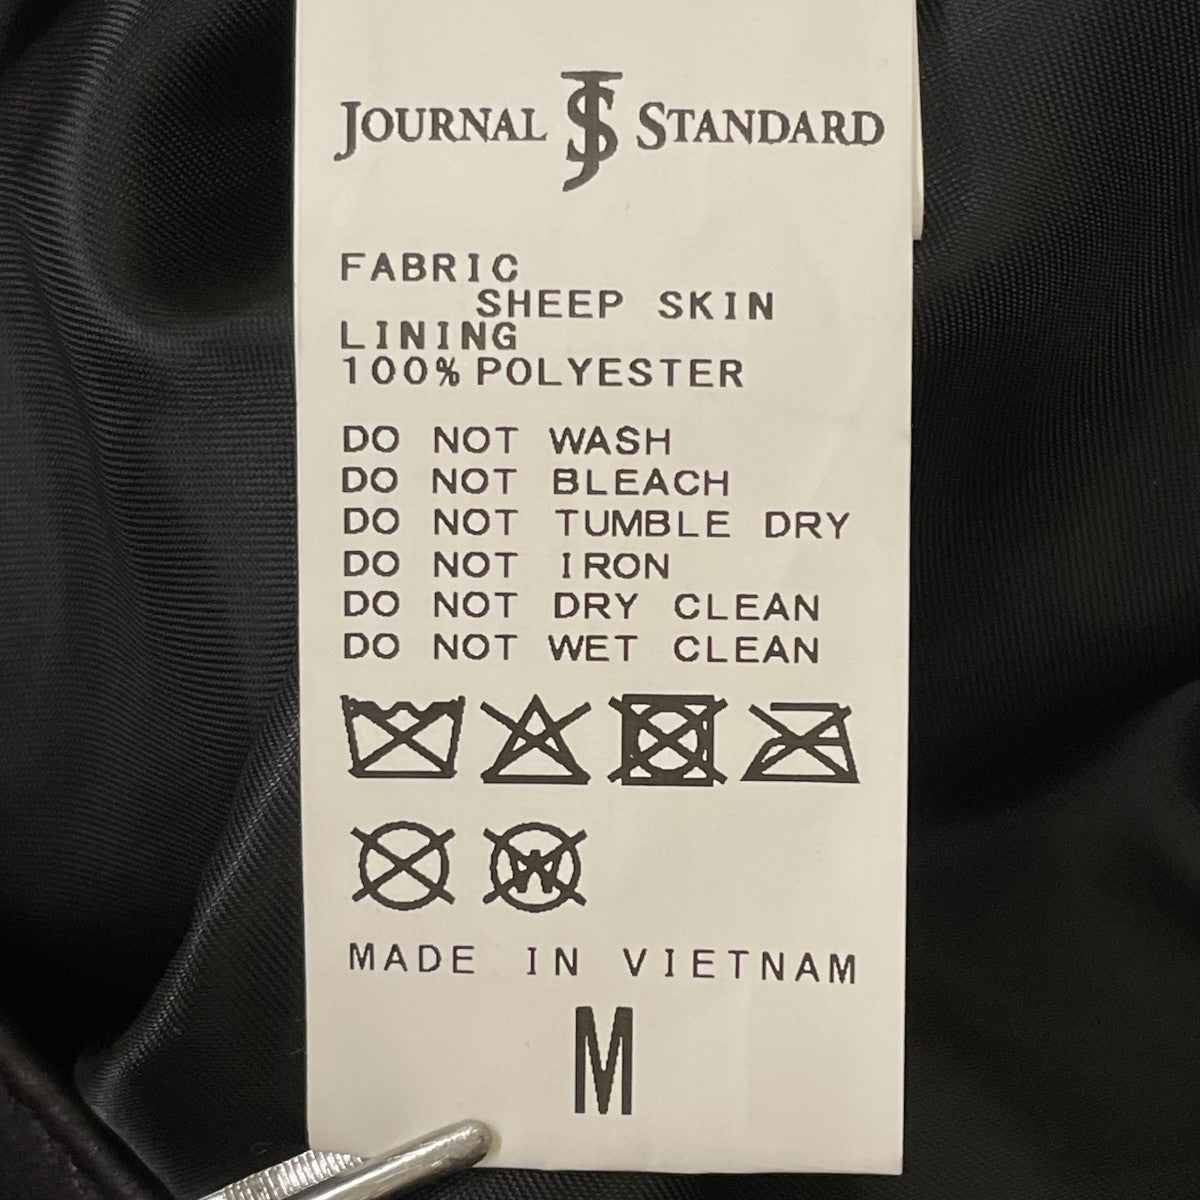 JOURNAL JS STANDARD
FABRIC
SHEEP SKIN
LINING
100% POLYESTER
DO NOT WASH
DO NOT BLEACH
DO NOT TUMBLE DRY
DO NOT IRON
DO NOT DRY CLEAN
DO NOT WET CLEAN
W
MADE IN VIETNAM
M